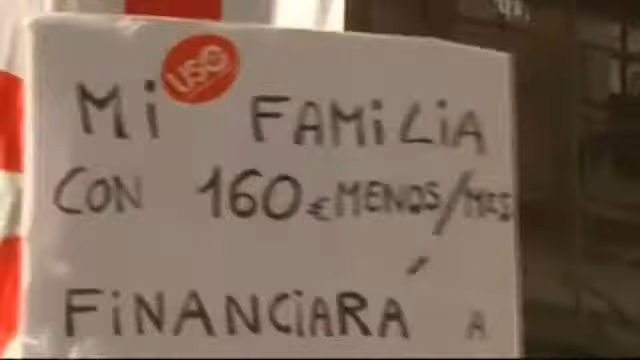 USO
MI FAMILIA
CON 160€ MENOS/MES
FINANCIARÁ A